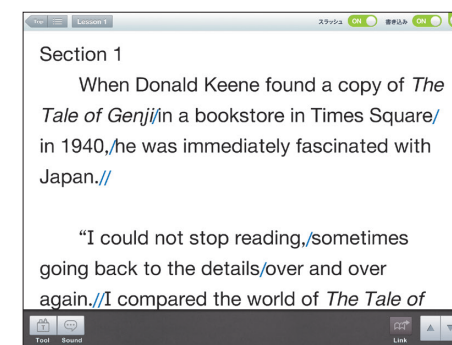 Top
Lesson 1
スラッシュ ON 書き込み ON
Section 1
When Donald Keene found a copy of The
Tale of Genji/in a bookstore in Times Square/
in 1940,/he was immediately fascinated with
Japan.//
“I could not stop reading,/sometimes
going back to the details/over and over
again.//I compared the world of The Tale of
Tool Sound Link